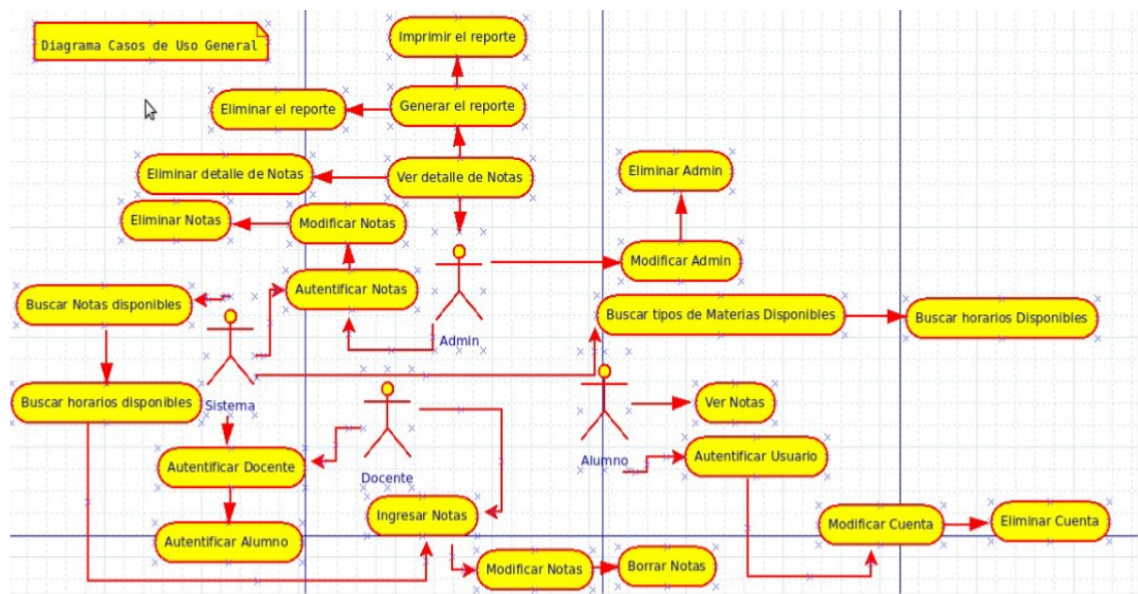 Diagrama Casos de Uso General
Imprimir el reporte
Eliminar el reporte
Generar el reporte
Eliminar detalle de Notas
Ver detalle de Notas
Eliminar Admin
Eliminar Notas
Modificar Notas
Modificar Admin
Autentificar Notas
Buscar Notas disponibles
Admin
Buscar tipos de Materias Disponibles
Buscar horarios Disponibles
Buscar horarios disponibles
Sistema
Ver Notas
Autentificar Docente
Docente
Alumno
Autentificar Usuario
Ingresar Notas
Autentificar Alumno
Modificar Cuenta
Eliminar Cuenta
Modificar Notas
Borrar Notas